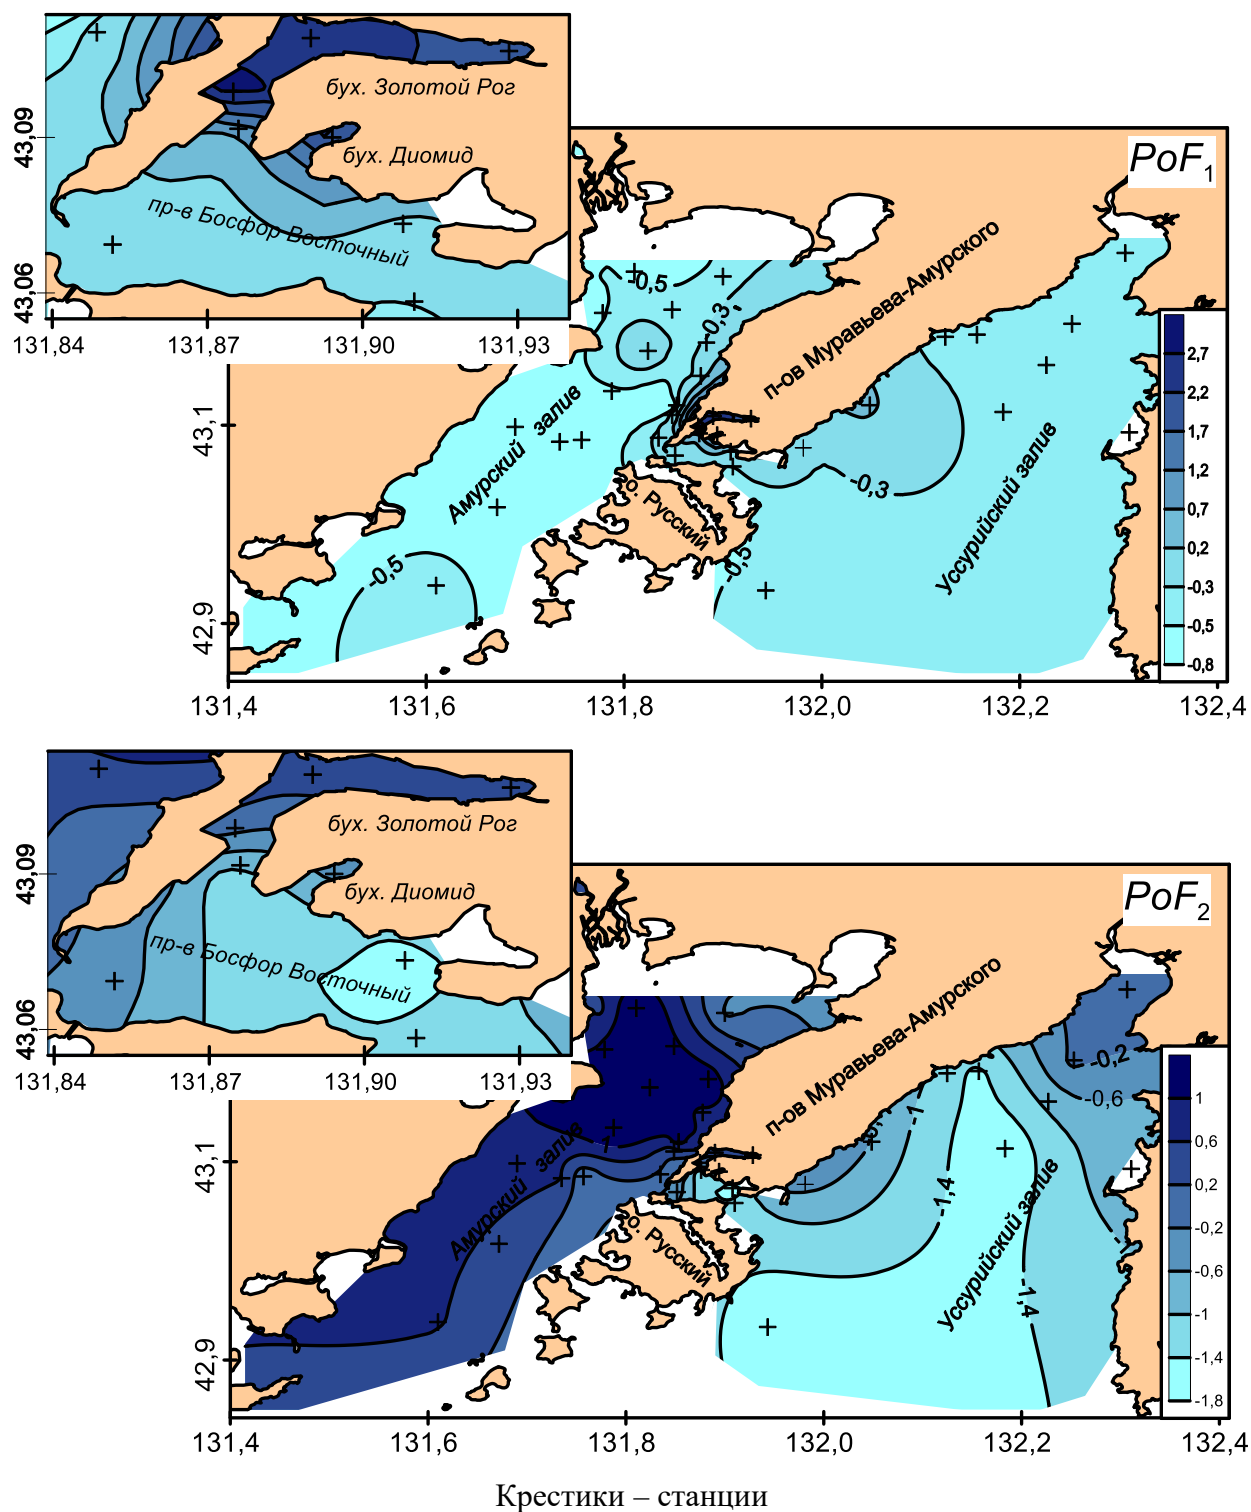 бух. Золотой Рог
бух. Диомид
пр-в Босфор Восточный
43,09
43,06
131,84 131,87 131,90 131,93
PoF1
п-ов Муравьева-Амурского
Амурский залив
Уссурийский залив
о. Русский
-0,5
-0,3
-0,3
-0,5
-0,5
43,1
42,9
131,4 131,6 131,8 132,0 132,2 132,4
2,7
2,2
1,7
1,2
0,7
0,2
-0,3
-0,5
-0,8
бух. Золотой Рог
бух. Диомид
пр-в Босфор Восточный
43,09
43,06
131,84 131,87 131,90 131,93
PoF2
п-ов Муравьева-Амурского
Амурский залив
Уссурийский залив
о. Русский
-0,2
-0,6
-1
-1,4
-1,4
43,1
42,9
131,4 131,6 131,8 132,0 132,2 132,4
1
0,6
0,2
-0,2
-0,6
-1
-1,4
-1,8
Крестики – станции